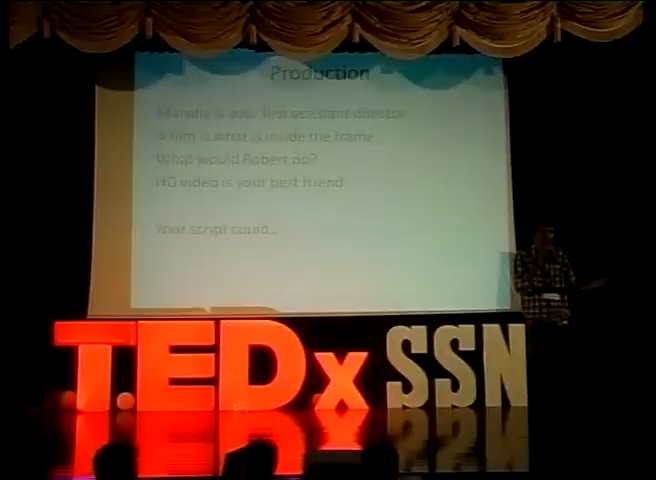 Production
Murphy is your first assistant director
A film is what is inside the frame
What would Robert do?
HD video is your best friend
Your script could...
TEDx SSN